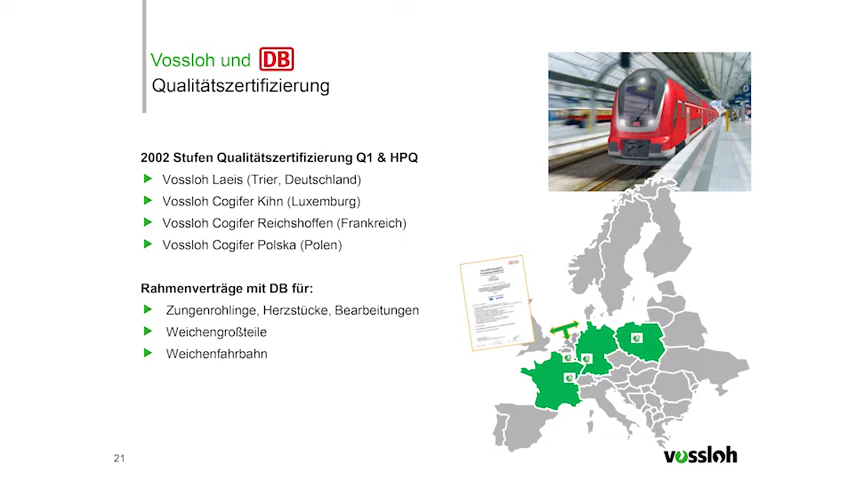 Vossloh und DB
Qualitätszertifizierung
2002 Stufen Qualitätszertifizierung Q1 & HPQ
Vossloh Laeis (Trier, Deutschland)
Vossloh Cogifer Kihn (Luxemburg)
Vossloh Cogifer Reichshoffen (Frankreich)
Vossloh Cogifer Polska (Polen)
Rahmenverträge mit DB für:
Zungenrohlinge, Herzstücke, Bearbeitungen
Weichengroßteile
Weichenfahrbahn
21
vossloh